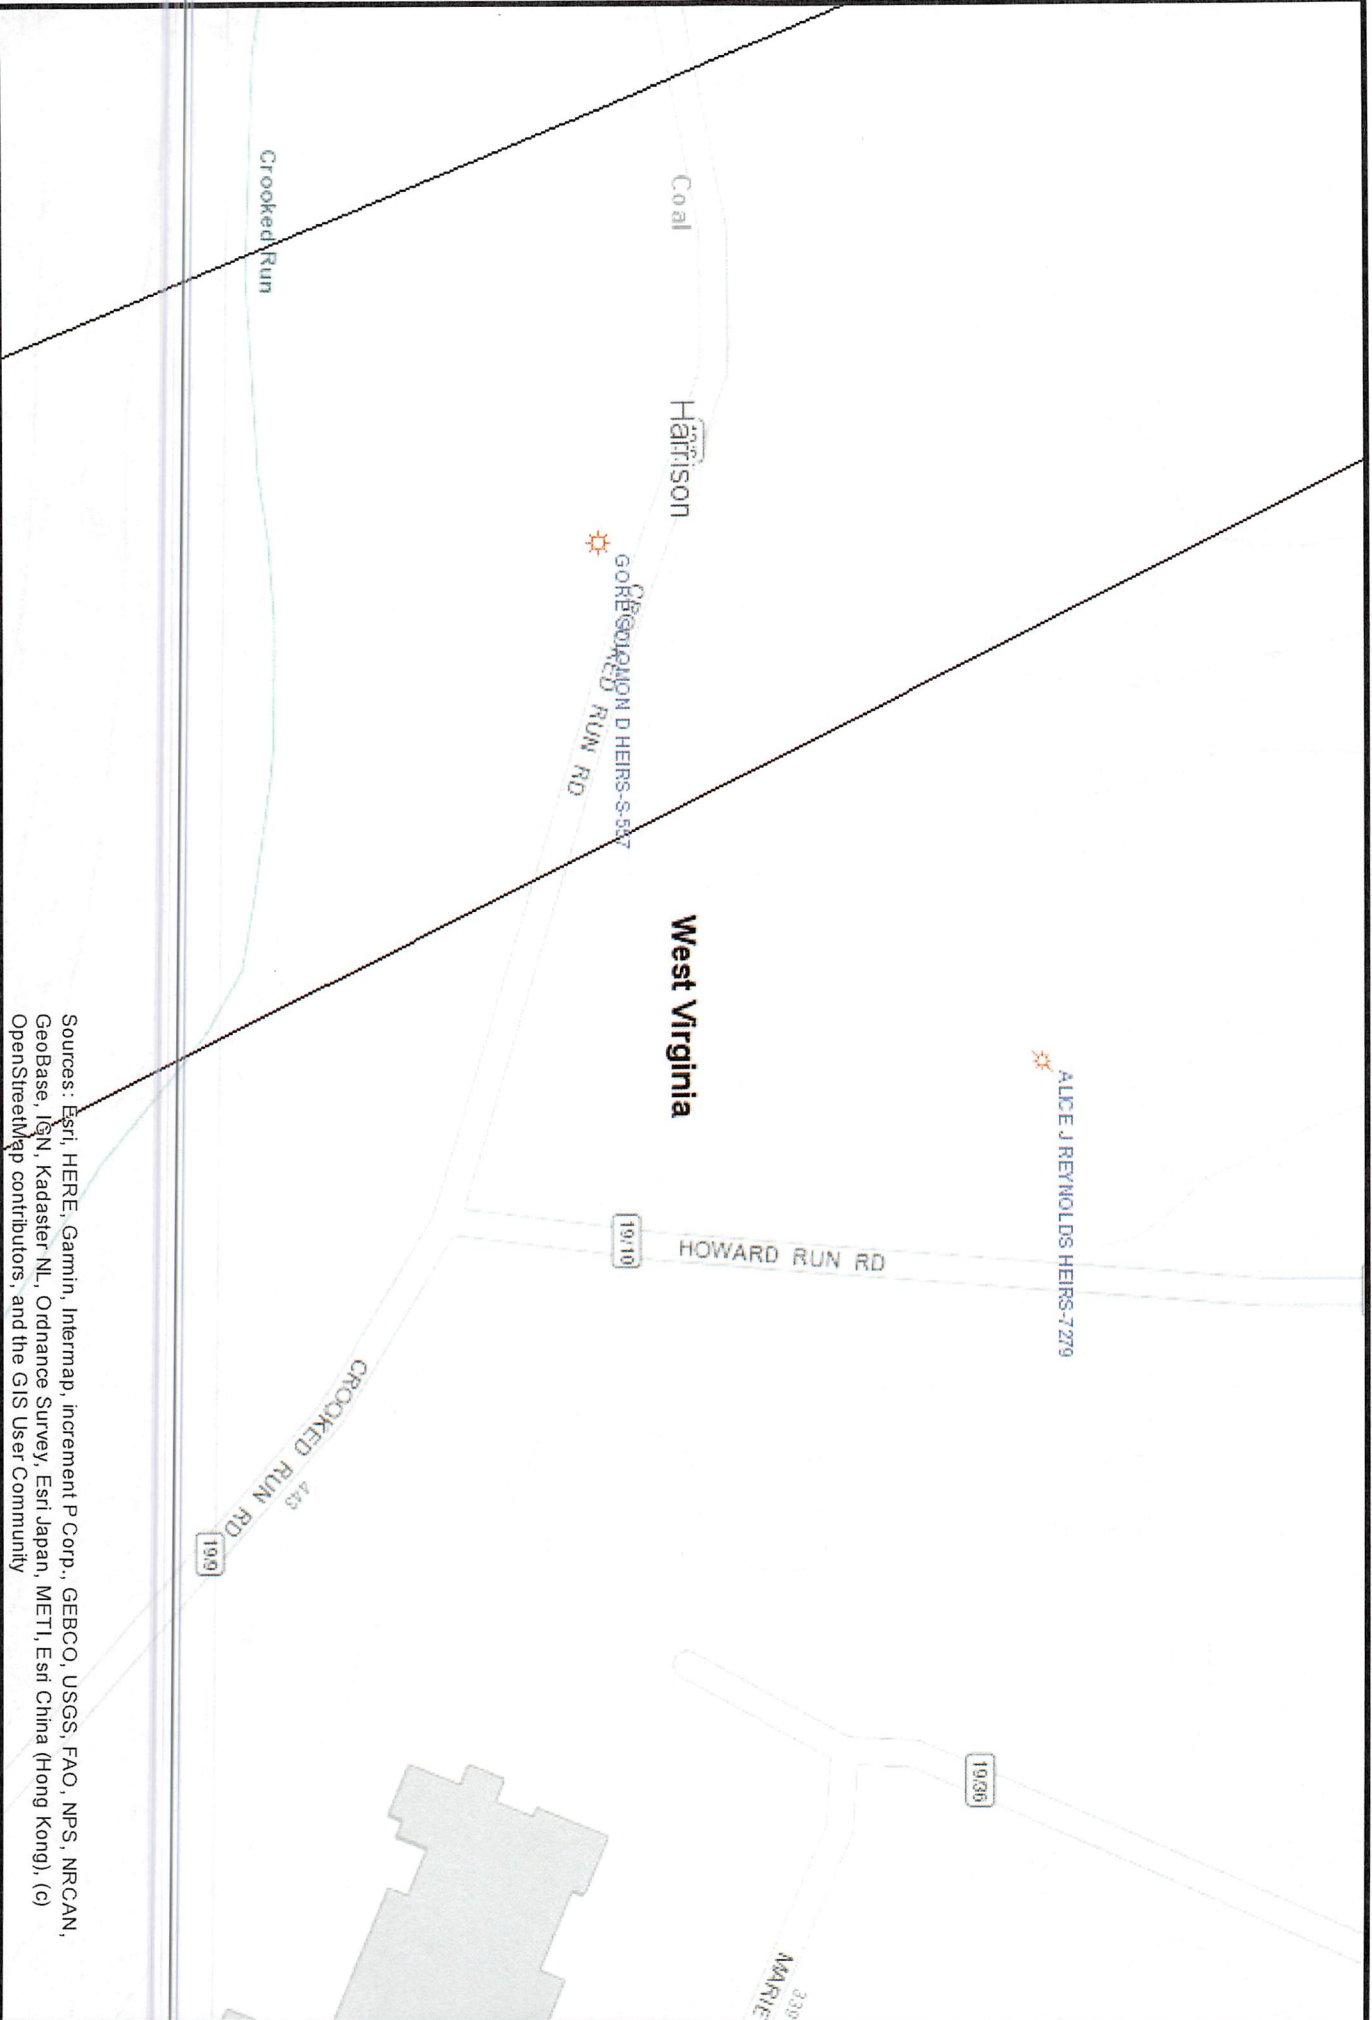 Crooked Run
Coal
Harrison
GORE SOLOMON D HEIRS-S-557
RUN RD
West Virginia
ALICE J REYNOLDS HEIRS-7279
19/10
HOWARD RUN RD
CROOKED RUN RD
443
19/9
19/36
339
MARIE
Sources: Esri, HERE, Garmin, Intermap, increment P Corp., GEBCO, USGS, FAO, NPS, NRCAN,
GeoBase, IGN, Kadaster NL, Ordnance Survey, Esri Japan, METI, Esri China (Hong Kong), (c)
OpenStreetMap contributors, and the GIS User Community